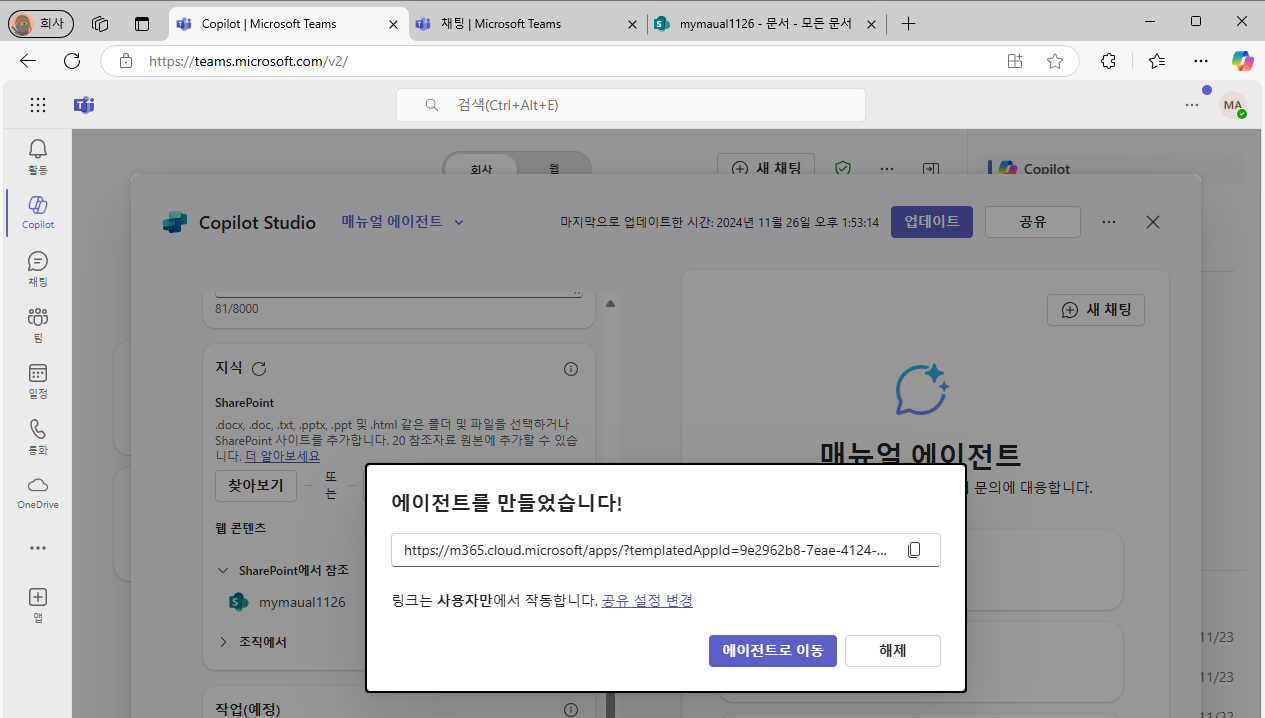 회사
Copilot | Microsoft Teams
채팅 | Microsoft Teams
mymaual1126 - 문서 - 모든 문서
https://teams.microsoft.com/v2/
검색(Ctrl+Alt+E)
MA
활동
Copilot
채팅
팀
일정
통화
OneDrive
앱
회사
웹
새 채팅
Copilot
Copilot Studio
매뉴얼 에이전트
마지막으로 업데이트한 시간: 2024년 11월 26일 오후 1:53:14
업데이트
공유
81/8000
지식
SharePoint
.docx, .doc, .txt, .pptx, .ppt 및 .html 같은 폴더 및 파일을 선택하거나
SharePoint 사이트를 추가합니다. 20 참조자료 원본에 추가할 수 있습
니다. 더 알아보세요
찾아보기
또
는
웹 콘텐츠
SharePoint에서 참조
mymaual1126
조직에서
작업(예정)
새 채팅
매뉴얼 에이전트
문의에 대응합니다.
에이전트를 만들었습니다!
https://m365.cloud.microsoft/apps/?templatedAppId=9e2962b8-7eae-4124-...
링크는 사용자만에서 작동합니다. 공유 설정 변경
에이전트로 이동
해제
11/23
11/23
11/22